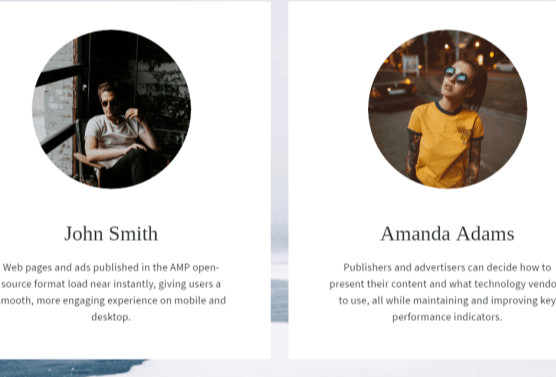 John Smith
Web pages and ads published in the AMP open-
source format load near instantly, giving users a
more engaging experience on mobile and
desktop.
Amanda Adams
Publishers and advertisers can decide how to
present their content and what technology
to use, all while maintaining and improving key
performance indicators.